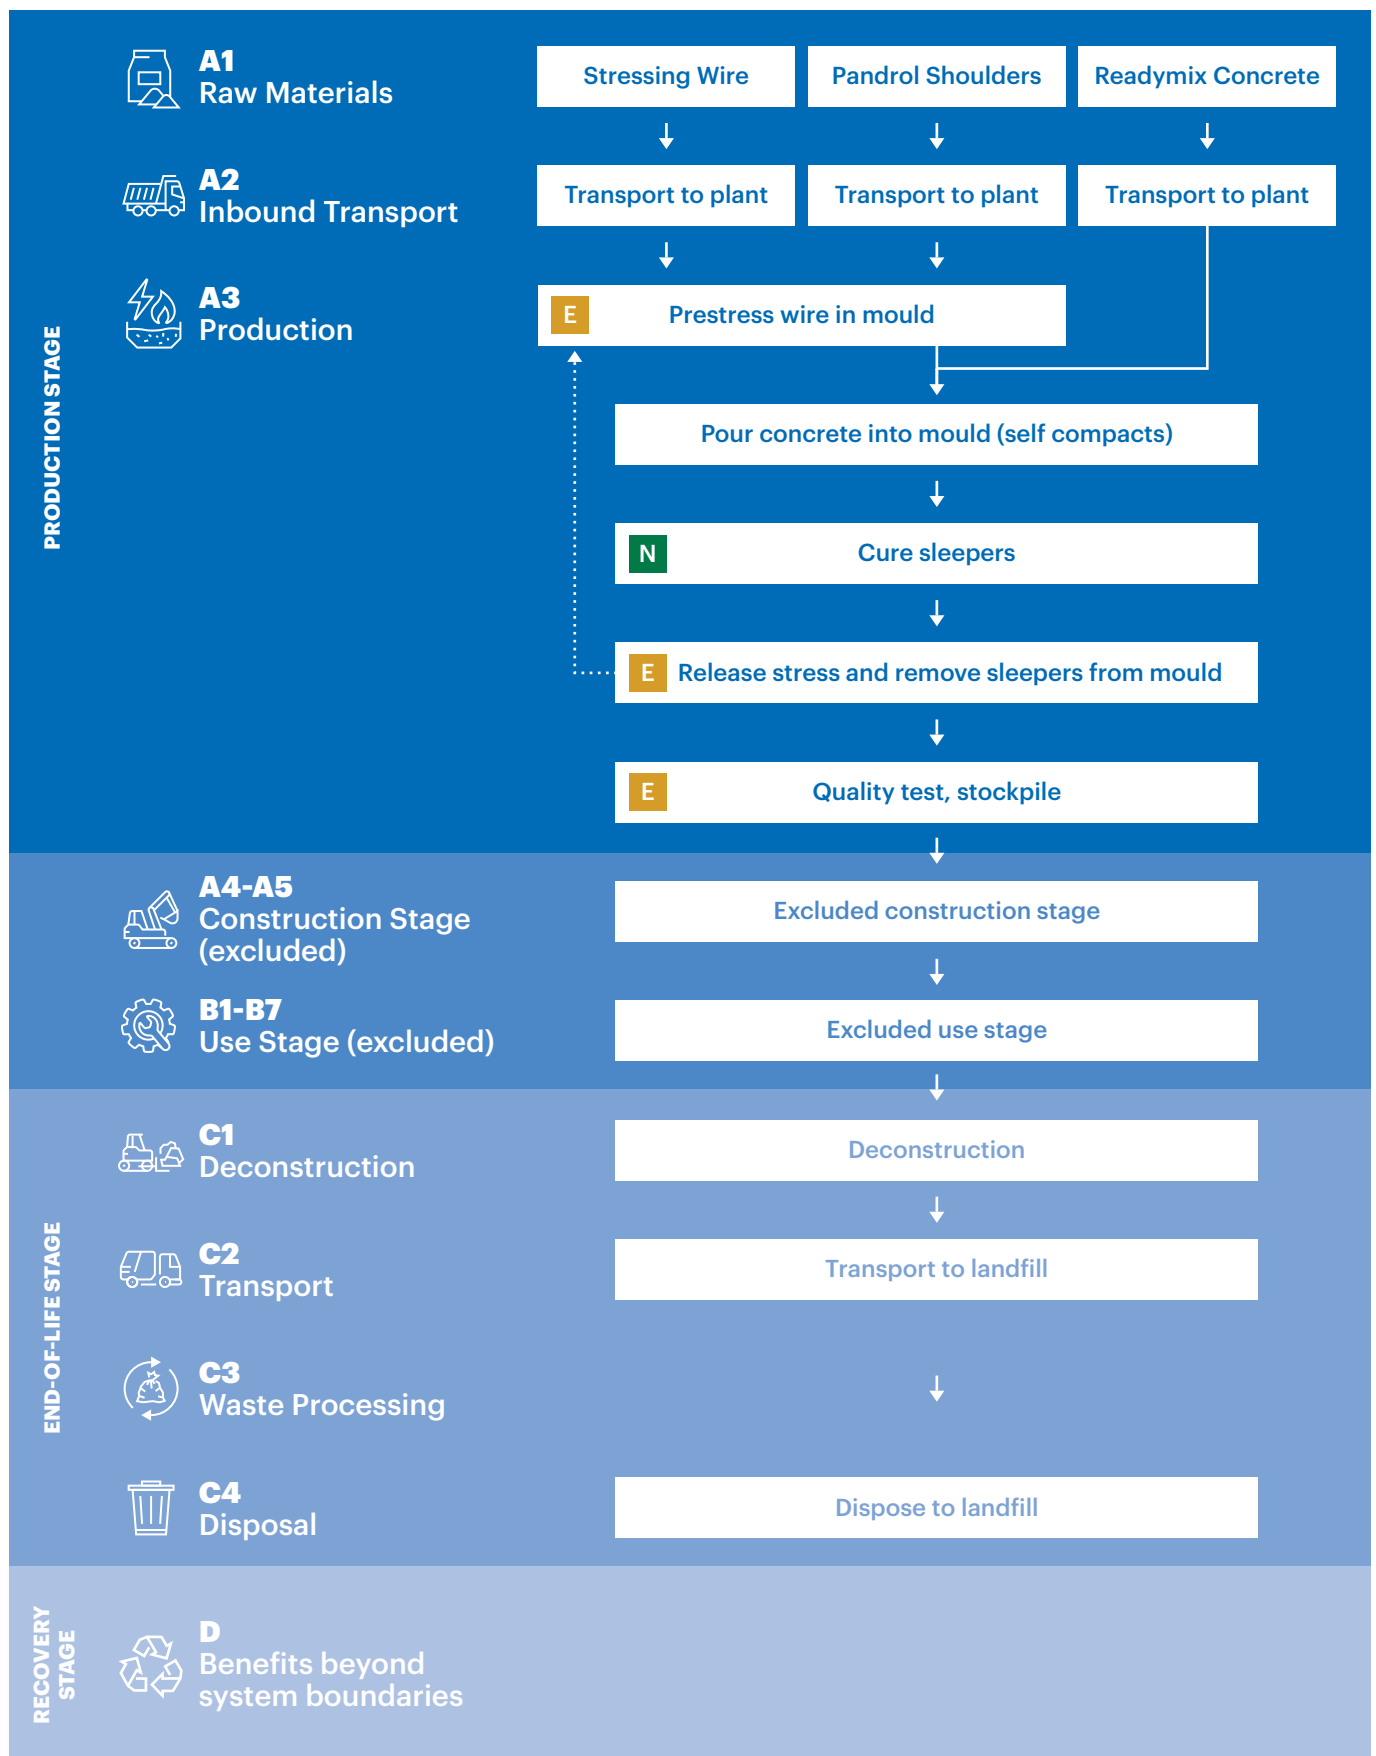 PRODUCTION STAGE
A1
Raw Materials
Stressing Wire
Pandrol Shoulders
Readymix Concrete
A2
Inbound Transport
Transport to plant
Transport to plant
Transport to plant
A3
Production
E
Prestress wire in mould
Pour concrete into mould (self compacts)
N
Cure sleepers
E
Release stress and remove sleepers from mould
E
Quality test, stockpile
A4-A5
Construction Stage
(excluded)
Excluded construction stage
B1-B7
Use Stage (excluded)
Excluded use stage
END-OF-LIFE STAGE
C1
Deconstruction
Deconstruction
C2
Transport
Transport to landfill
C3
Waste Processing
C4
Disposal
Dispose to landfill
RECOVERY
STAGE
D
Benefits beyond
system boundaries